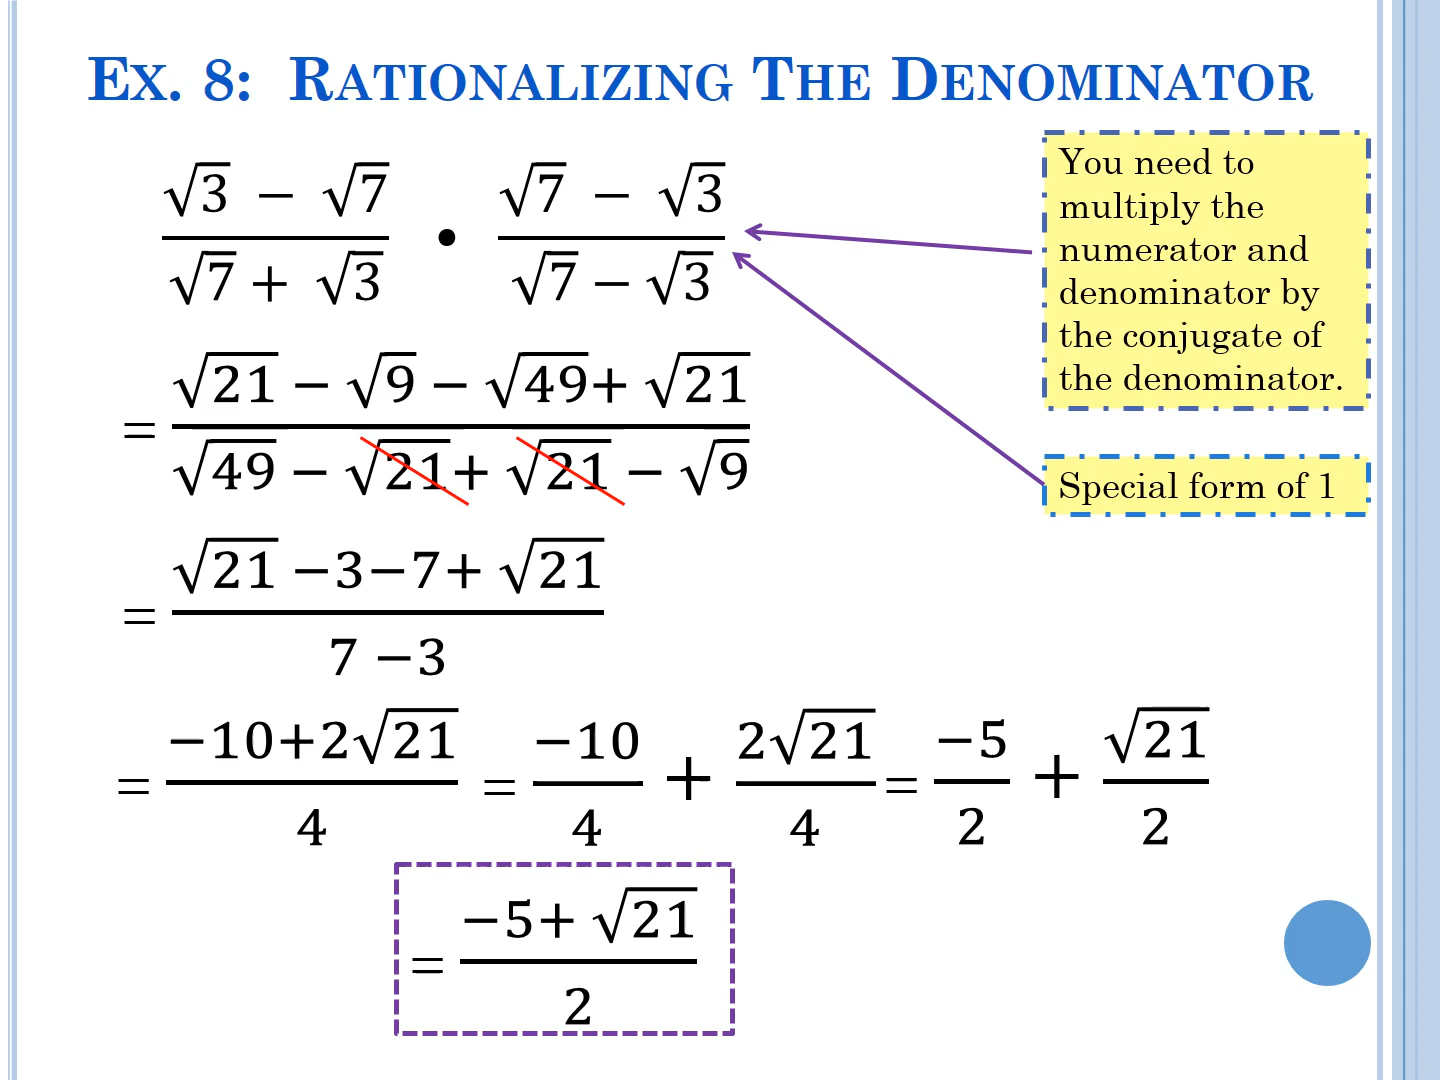 EX. 8: RATIONALIZING THE DENOMINATOR
√3 − √7 / √7 + √3 • √7 − √3 / √7 − √3
You need to
multiply the
numerator and
denominator by
the conjugate of
the denominator.
= √21 − √9 − √49 + √21 / √49 − √21 + √21 − √9
Special form of 1
= √21 −3−7+ √21 / 7 −3
= −10+2√21 / 4 = −10 / 4 + 2√21 / 4 = −5 / 2 + √21 / 2
= −5+ √21 / 2